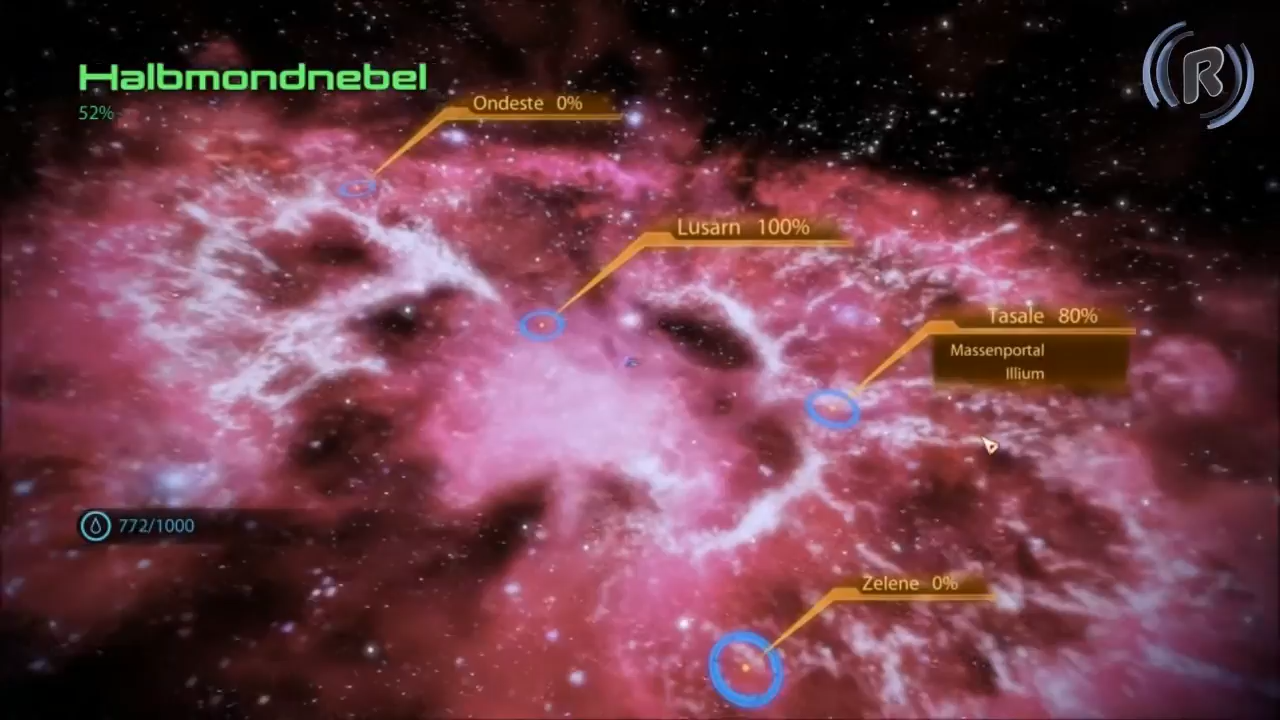 Halbmondnebel
52%
Ondeste 0%
Lusarn 100%
Tasale 80%
Massenportal
Illium
772/1000
Zelene 0%
R